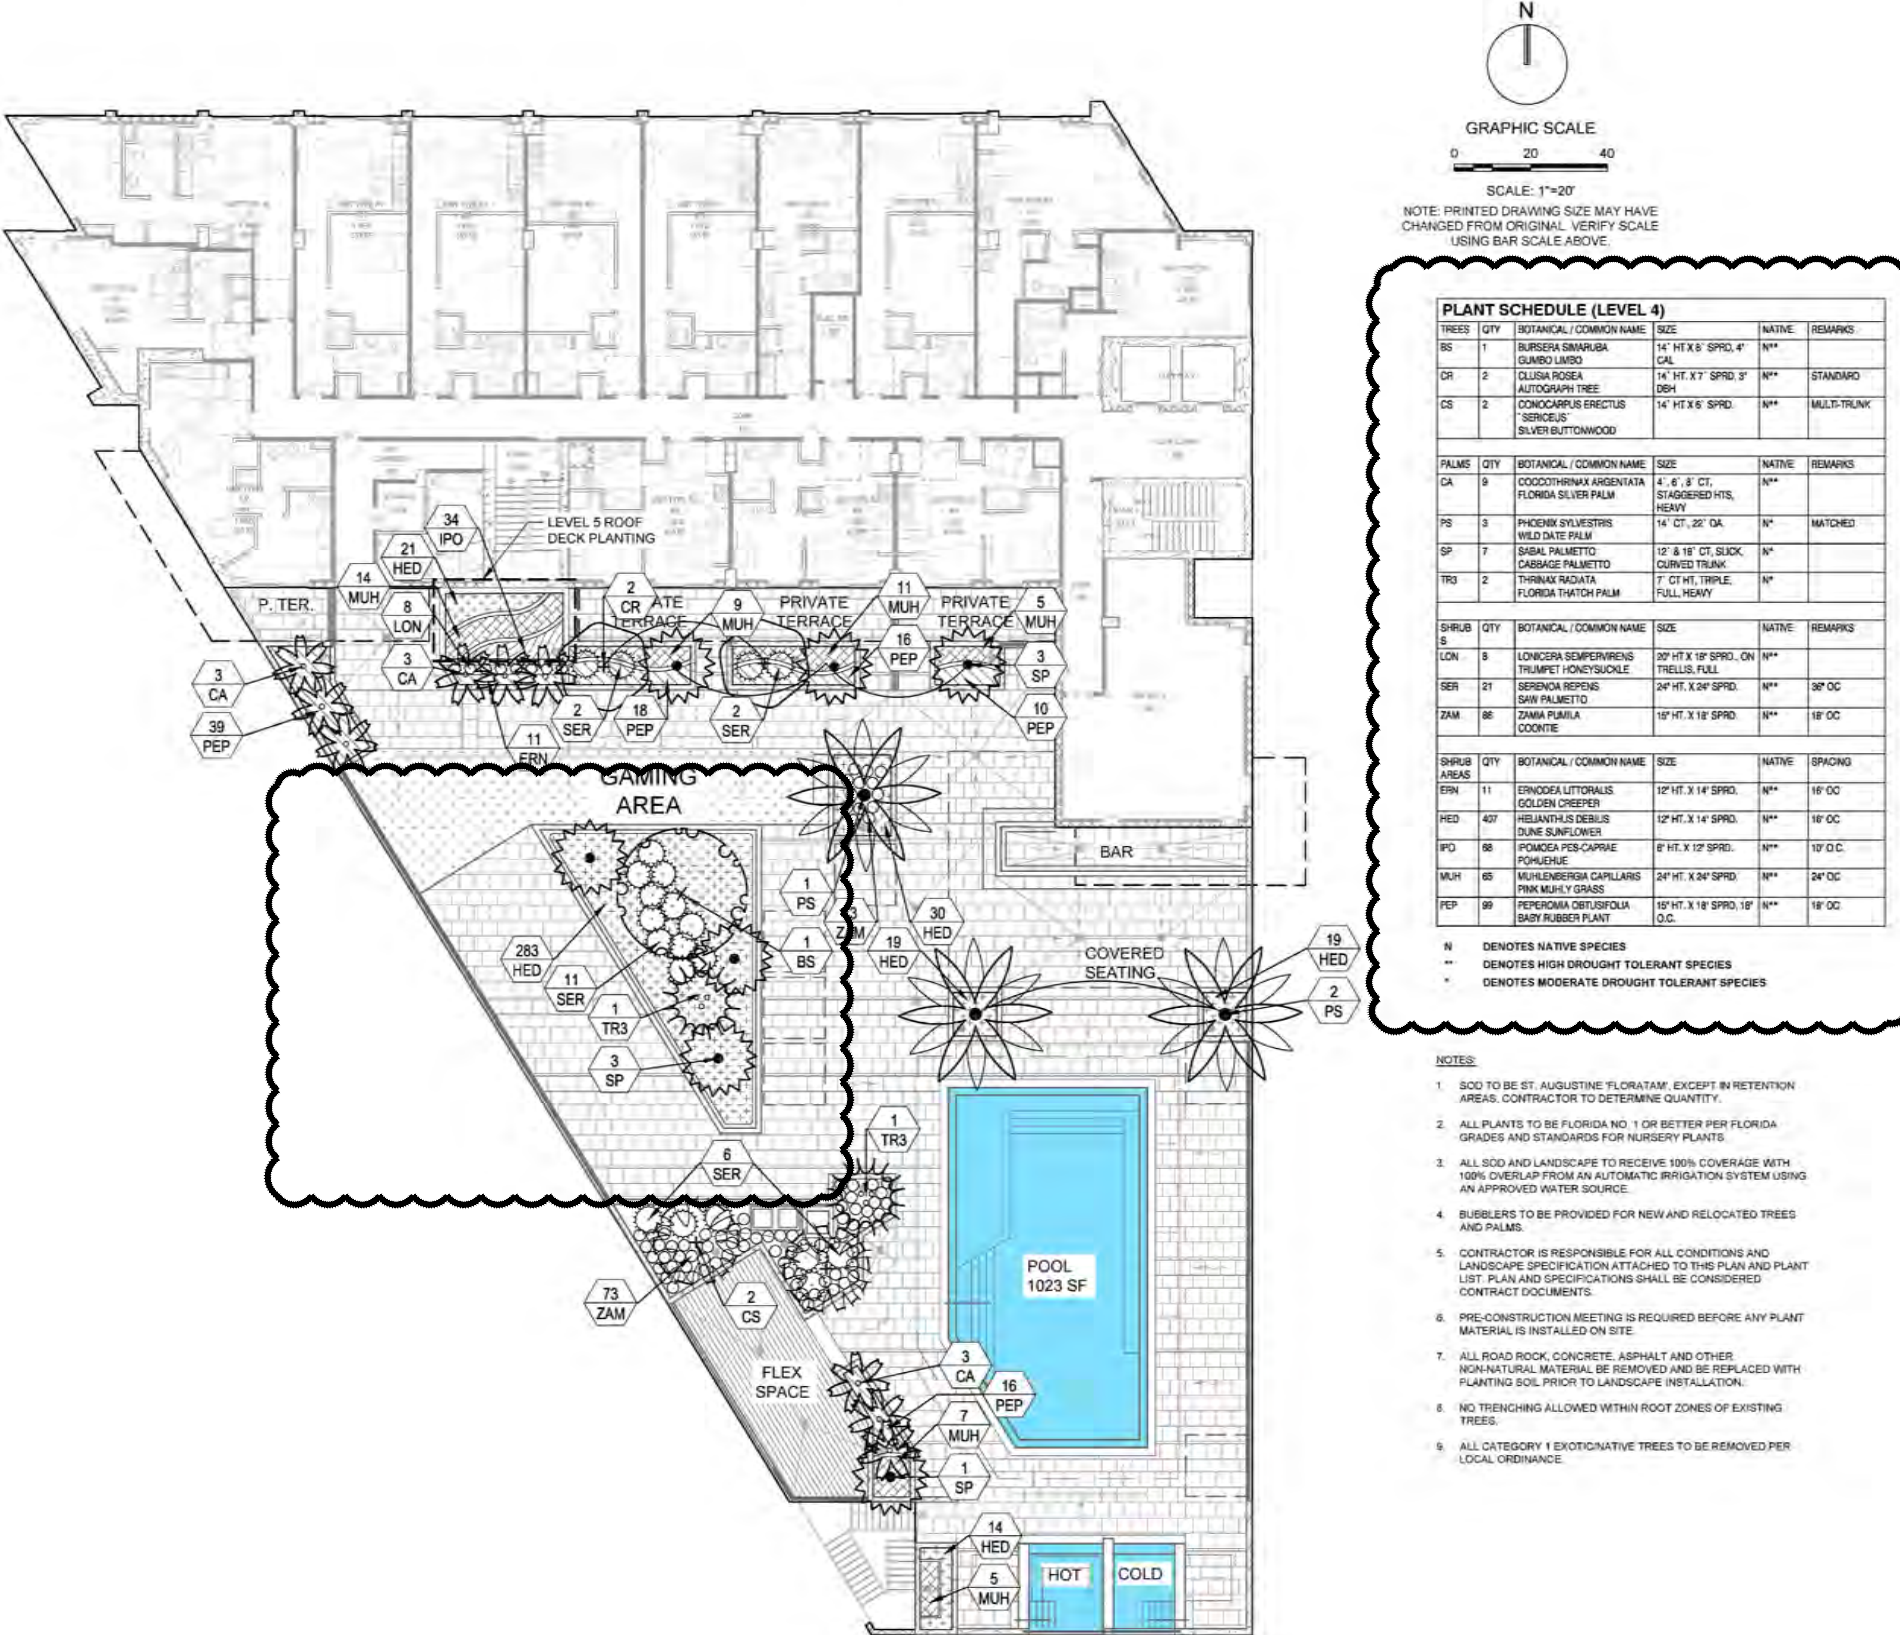 N
GRAPHIC SCALE
0 20 40
SCALE: 1"=20'
NOTE: PRINTED DRAWING SIZE MAY HAVE
CHANGED FROM ORIGINAL. VERIFY SCALE
USING BAR SCALE ABOVE.
PLANT SCHEDULE (LEVEL 4)
TREES QTY BOTANICAL / COMMON NAME SIZE NATIVE REMARKS
BS 1 BURSERA SIMARUBA 14` HT X 8` SPRD, 4" N**
GUMBO LIMBO CAL
CR 2 CLUSIA ROSEA 14` HT. X 7` SPRD, 3" N** STANDARD
AUTOGRAPH TREE DBH
CS 2 CONOCARPUS ERECTUS 14` HT X 6` SPRD. N** MULTI-TRUNK
`SERICEUS`
SILVER BUTTONWOOD
PALMS QTY BOTANICAL / COMMON NAME SIZE NATIVE REMARKS
CA 9 COCCOTHRINAX ARGENTATA 4`, 6`, 8` CT, N**
FLORIDA SILVER PALM STAGGERED HTS,
HEAVY
PS 3 PHOENIX SYLVESTRIS 14` CT., 22` OA. N* MATCHED
WILD DATE PALM
SP 7 SABAL PALMETTO CT, SLICK, N*
CABBAGE PALMETTO CURVED TRUNK
TR3 2 THRINAX RADIATA 7` CT HT, TRIPLE, N*
FLORIDA THATCH PALM FULL, HEAVY
SHRUB QTY BOTANICAL / COMMON NAME SIZE NATIVE REMARKS
S
LON 8 LONICERA SEMPERVIRENS 20" HT X 18" SPRD., ON N**
TRUMPET HONEYSUCKLE TRELLIS, FULL
SER 21 SERENOA REPENS 24" HT. X 24" SPRD. N** 36" OC
SAW PALMETTO
ZAM ZAMIA PUMILA 15" HT. X 18" SPRD. N** 18" OC
COONTIE
SHRUB QTY BOTANICAL / COMMON NAME SIZE NATIVE SPACING
AREAS
ERN 11 ERNODEA LITTORALIS 12" HT. X 14" SPRD. N** 16" OC
GOLDEN CREEPER
HED 407 HELIANTHUS DEBILIS 12" HT. X 14" SPRD. N** 16" OC
DUNE SUNFLOWER
IPO 68 IPOMOEA PES-CAPRAE 6" HT. X 12" SPRD. N** 10" O.C.
POHUEHUE
MUH 65 MUHLENBERGIA CAPILLARIS 24" HT. X 24" SPRD. N** 24" OC
PINK MUHLY GRASS
PEP 99 PEPEROMIA OBTUSIFOLIA 15" HT. X 18" SPRD, 18" N** 18" OC
BABY RUBBER PLANT O.C.
N DENOTES NATIVE SPECIES
** DENOTES HIGH DROUGHT TOLERANT SPECIES
* DENOTES MODERATE DROUGHT TOLERANT SPECIES
NOTES:
1. SOD TO BE ST. AUGUSTINE 'FLORATAM', EXCEPT IN RETENTION
AREAS. CONTRACTOR TO DETERMINE QUANTITY.
2. ALL PLANTS TO BE FLORIDA NO. 1 OR BETTER PER FLORIDA
GRADES AND STANDARDS FOR NURSERY PLANTS
3. ALL SOD AND LANDSCAPE TO RECEIVE 100% COVERAGE WITH
100% OVERLAP FROM AN AUTOMATIC IRRIGATION SYSTEM USING
AN APPROVED WATER SOURCE.
4. BUBBLERS TO BE PROVIDED FOR NEW AND RELOCATED TREES
AND PALMS.
5. CONTRACTOR IS RESPONSIBLE FOR ALL CONDITIONS AND
LANDSCAPE SPECIFICATION ATTACHED TO THIS PLAN AND PLANT
LIST. PLAN AND SPECIFICATIONS SHALL BE CONSIDERED
CONTRACT DOCUMENTS.
6. PRE-CONSTRUCTION MEETING IS REQUIRED BEFORE ANY PLANT
MATERIAL IS INSTALLED ON SITE.
7. ALL ROAD ROCK, CONCRETE, ASPHALT AND OTHER
NON-NATURAL MATERIAL BE REMOVED AND BE REPLACED WITH
PLANTING SOIL PRIOR TO LANDSCAPE INSTALLATION.
8. NO TRENCHING ALLOWED WITHIN ROOT ZONES OF EXISTING
TREES.
9. ALL CATEGORY 1 EXOTIC/NATIVE TREES TO BE REMOVED PER
LOCAL ORDINANCE.
34
IPO
LEVEL 5 ROOF
DECK PLANTING
21
HED
14
MUH
8
LON
P. TER.
3
CA
3
CA
39
PEP
2
CR
ATE
TERRACE
9
MUH
PRIVATE
TERRACE
11
MUH
16
PEP
PRIVATE
TERRACE
5
MUH
3
SP
10
PEP
2
SER
18
PEP
2
SER
11
ERN
GAMING
AREA
BAR
1
PS
3
ZAM
30
HED
19
HED
1
BS
283
HED
11
SER
1
TR3
3
SP
COVERED
SEATING
19
HED
2
PS
1
TR3
6
SER
73
ZAM
2
CS
POOL
1023 SF
FLEX
SPACE
3
CA
16
PEP
7
MUH
1
SP
14
HED
5
MUH
HOT
COLD